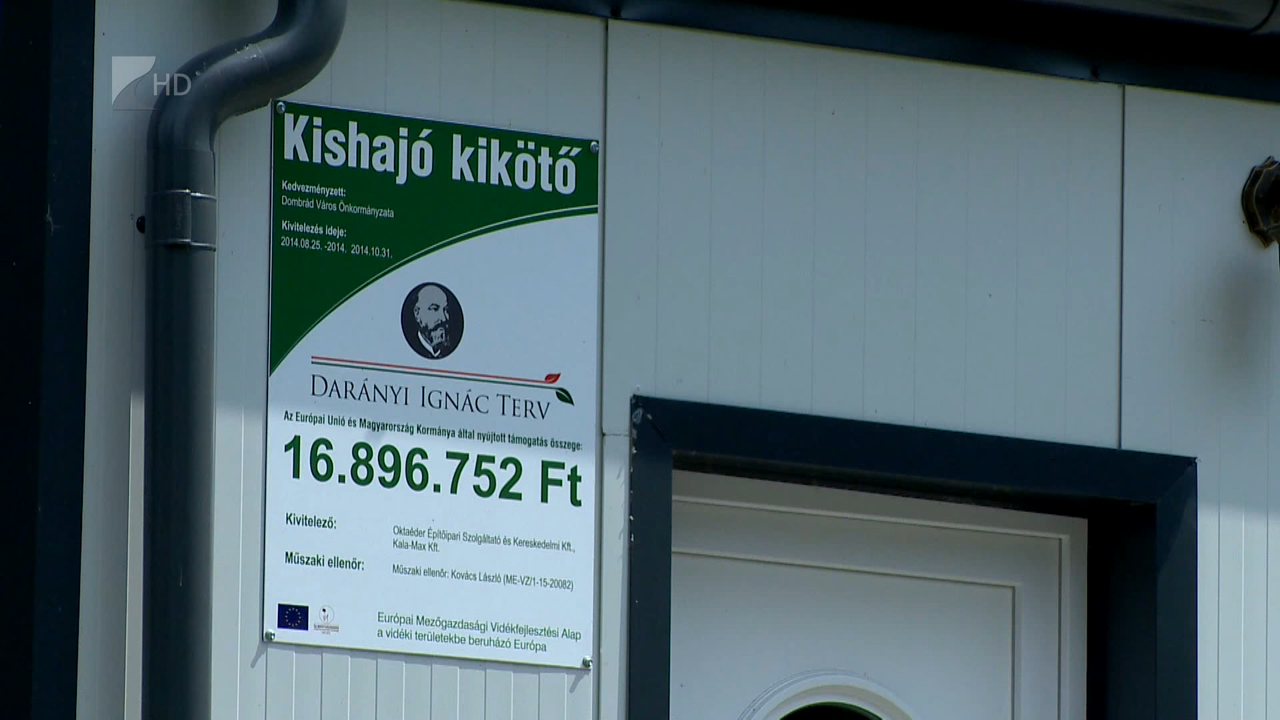 HD
Kishajó kikötő
Kedvezményzett:
Dombrád Város Önkormányzata
Kivitelezés ideje:
2014.08.25. -2014. 2014.10.31.
DARÁNYI IGNÁC TERV
Az Európai Unió és Magyarország Kormánya által nyújtott támogatás összege:
16.896.752 Ft
Kivitelező:
Oktaéder Építőipari Szolgáltató és Kereskedelmi Kft.,
Kala-Max Kft.
Műszaki ellenőr:
Műszaki ellenőr: Kovács László (ME-VZ/1-15-20082)
Európai Mezőgazdasági Vidékfejlesztési Alap
a vidéki területekbe beruházó Európa